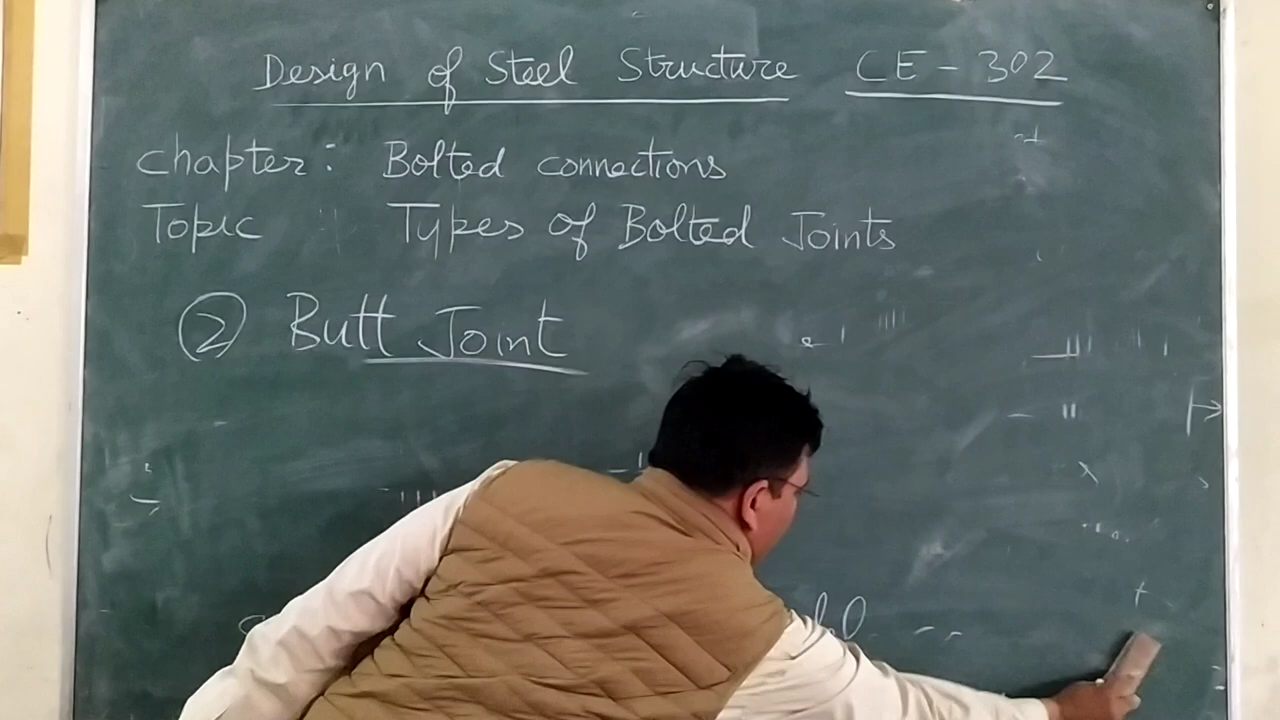 Design of Steel Structure CE - 302
Chapter: Bolted connections
Topic Types of Bolted Joints
② Butt Joint